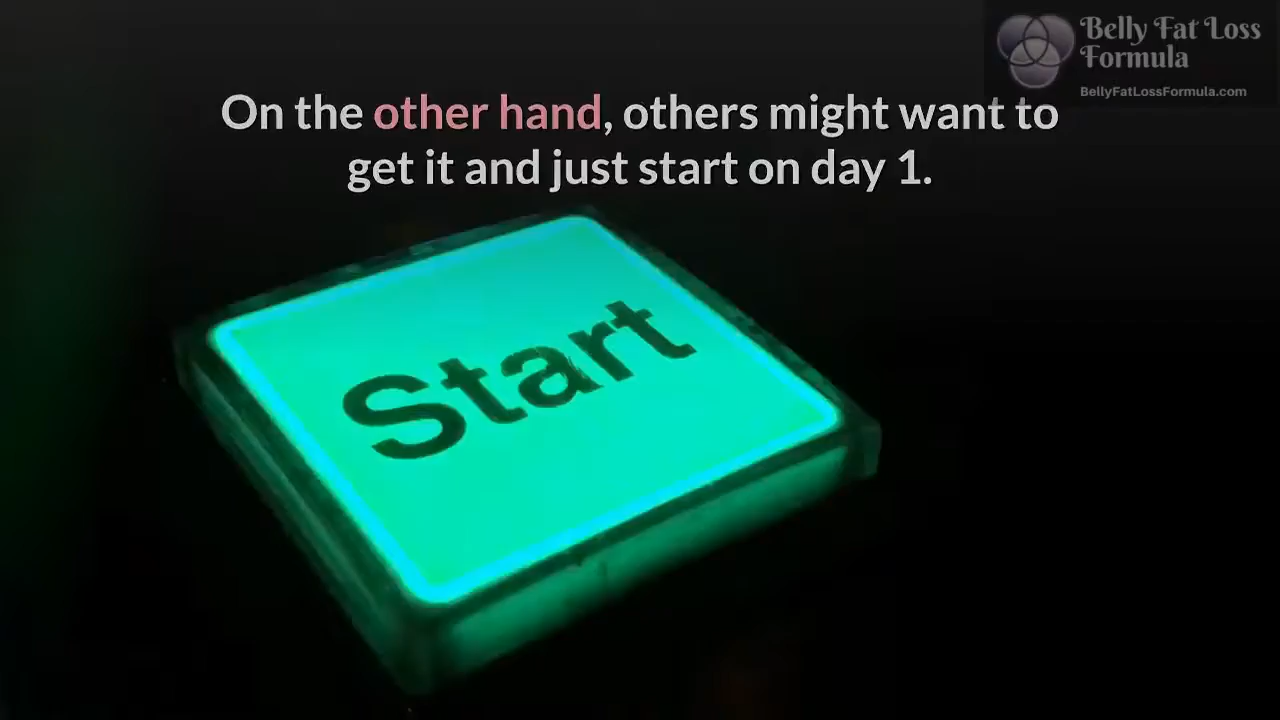 Belly Fat Loss
Formula
BellyFatLossFormula.com
On the other hand, others might want to
get it and just start on day 1.
Start